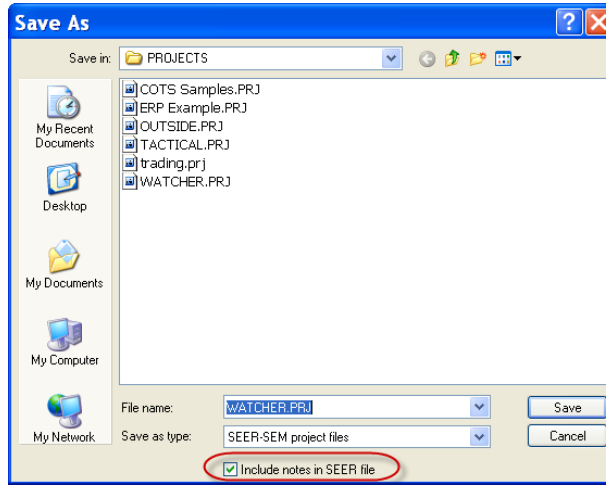 Save As
Save in:
PROJECTS
My Recent
Documents
Desktop
My Documents
My Computer
My Network
COTS Samples.PRJ
ERP Example.PRJ
OUTSIDE.PRJ
TACTICAL.PRJ
trading.prj
WATCHER.PRJ
File name:
WATCHER.PRJ
Save
Save as type:
SEER-SEM project files
Cancel
Include notes in SEER file